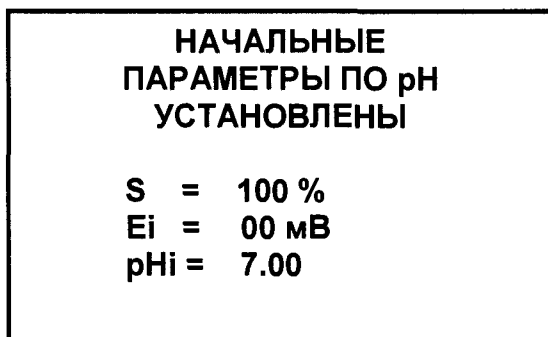 НАЧАЛЬНЫЕ
ПАРАМЕТРЫ ПО pH
УСТАНОВЛЕНЫ
S = 100 %
Ei = 00 мВ
pHi = 7.00